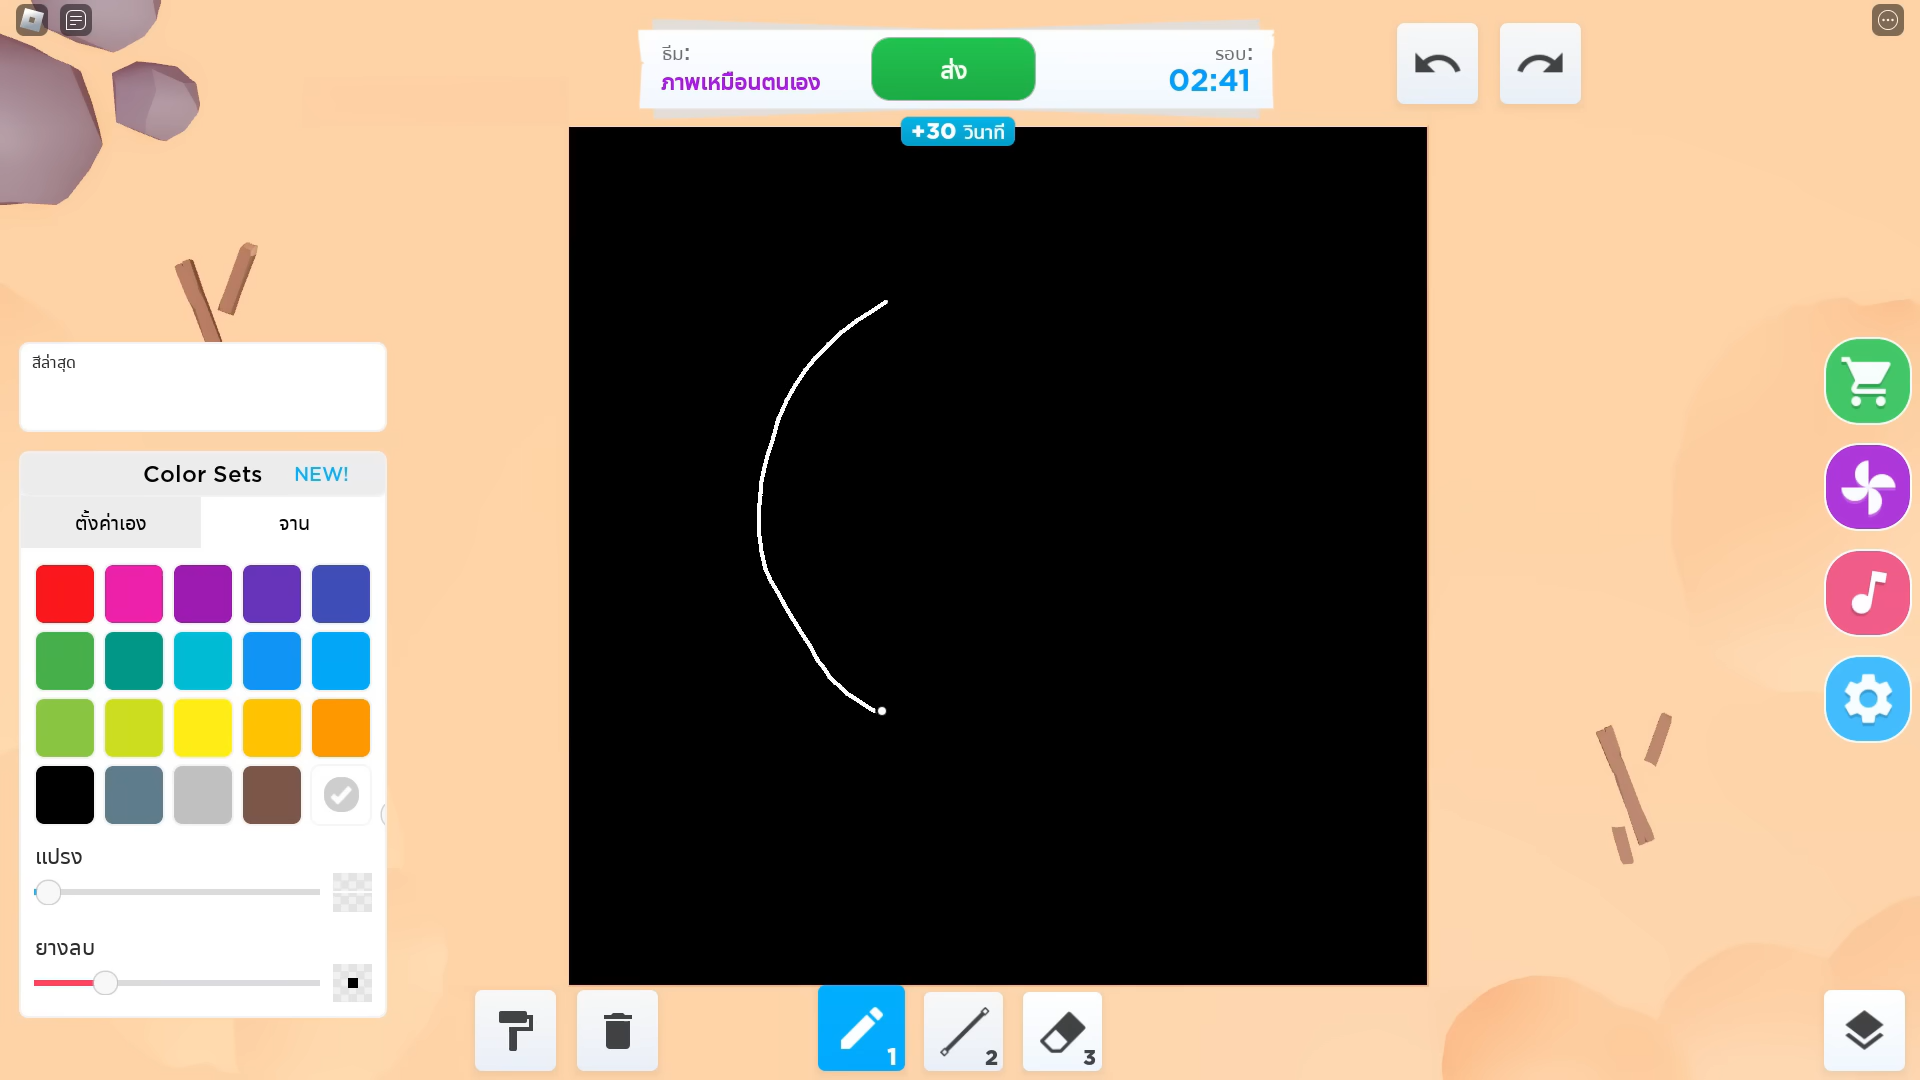 ธีม:
ภาพเหมือนตนเอง
ส่ง
รอบ:
02:41
+30 วินาที
สีล่าสุด
Color Sets NEW!
ตั้งค่าเอง จาน
แปรง
ยางลบ
1 2 3